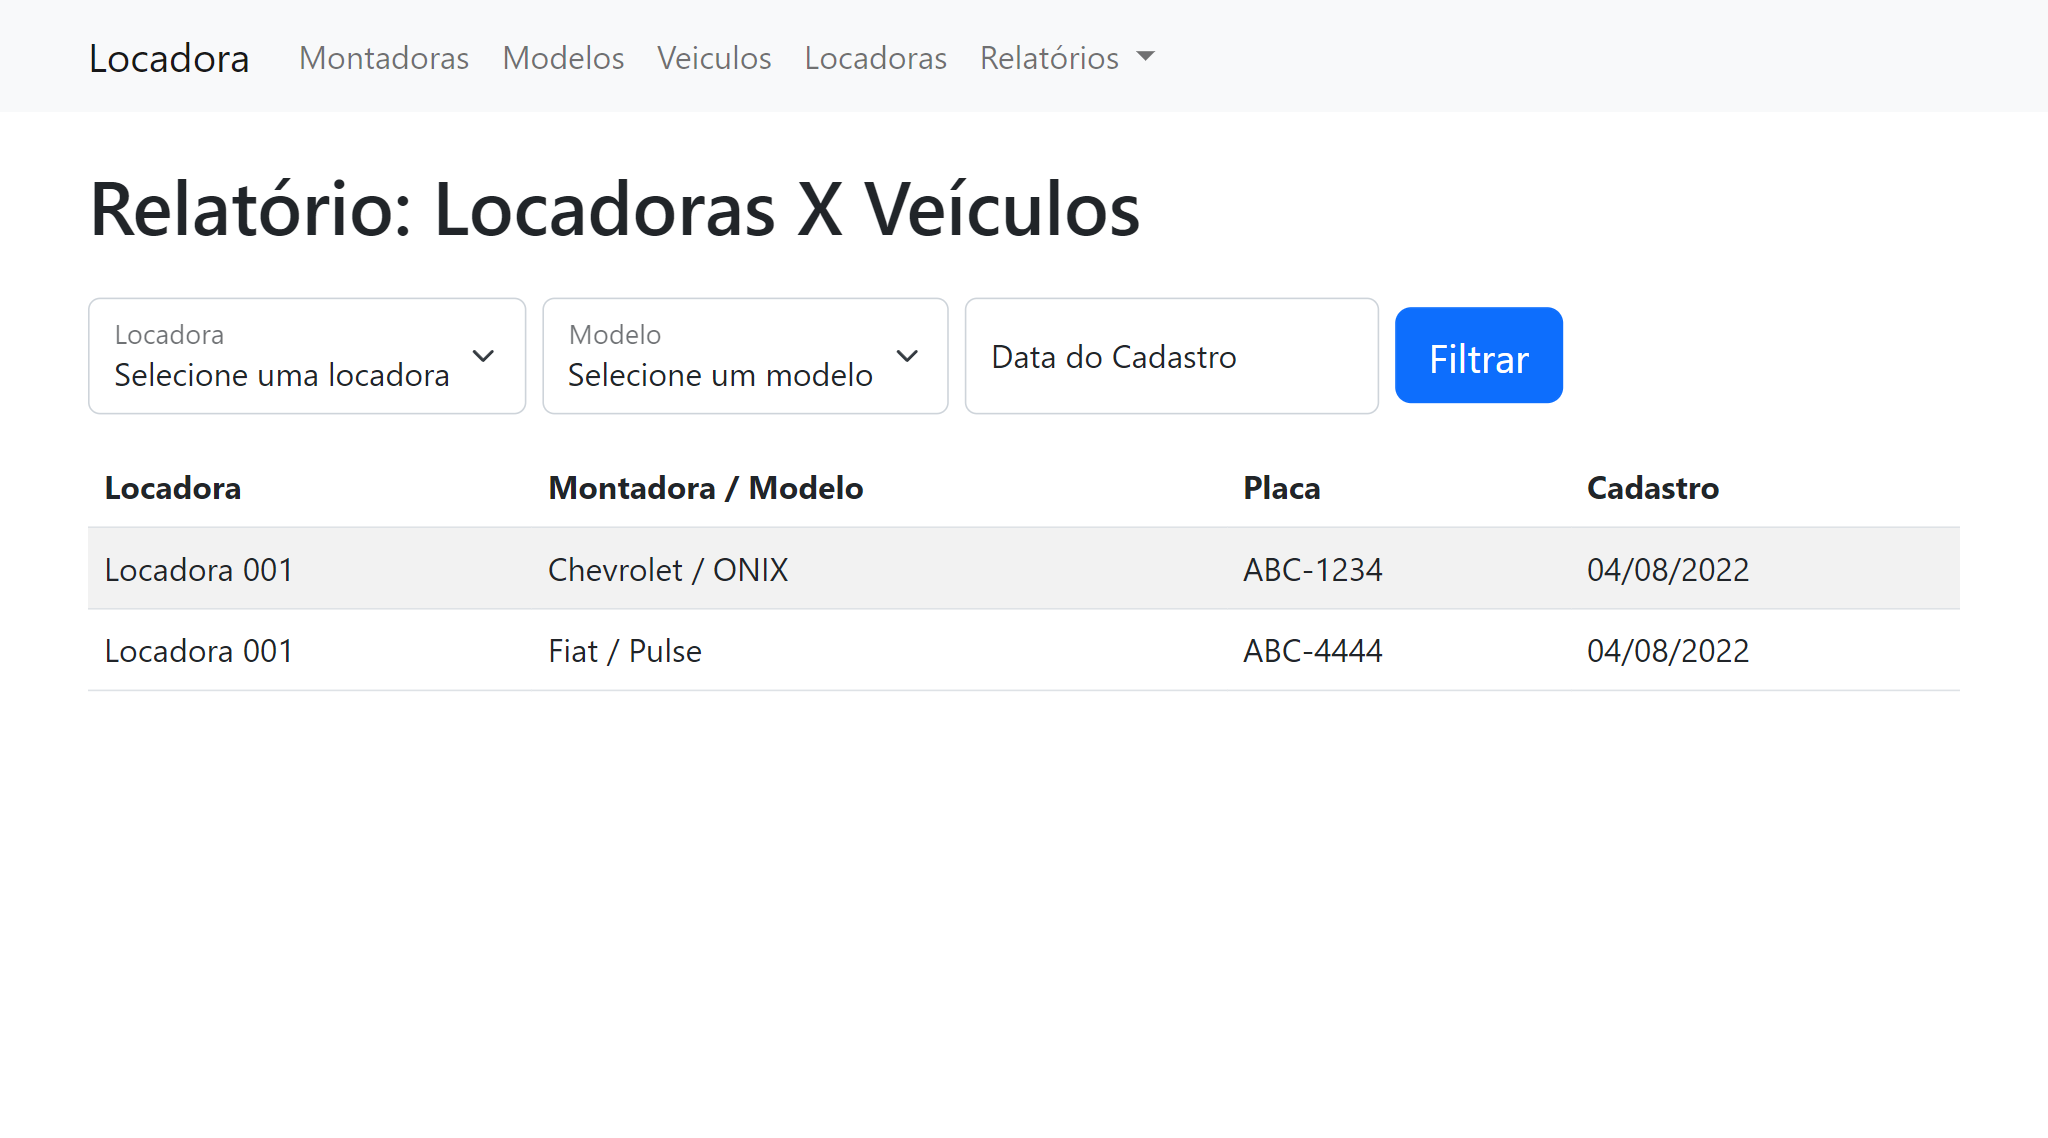 Locadora Montadoras Modelos Veiculos Locadoras Relatórios
Relatório: Locadoras X Veículos
Locadora
Selecione uma locadora
Modelo
Selecione um modelo
Data do Cadastro
Filtrar
Locadora Montadora / Modelo Placa Cadastro
Locadora 001 Chevrolet / ONIX ABC-1234 04/08/2022
Locadora 001 Fiat / Pulse ABC-4444 04/08/2022